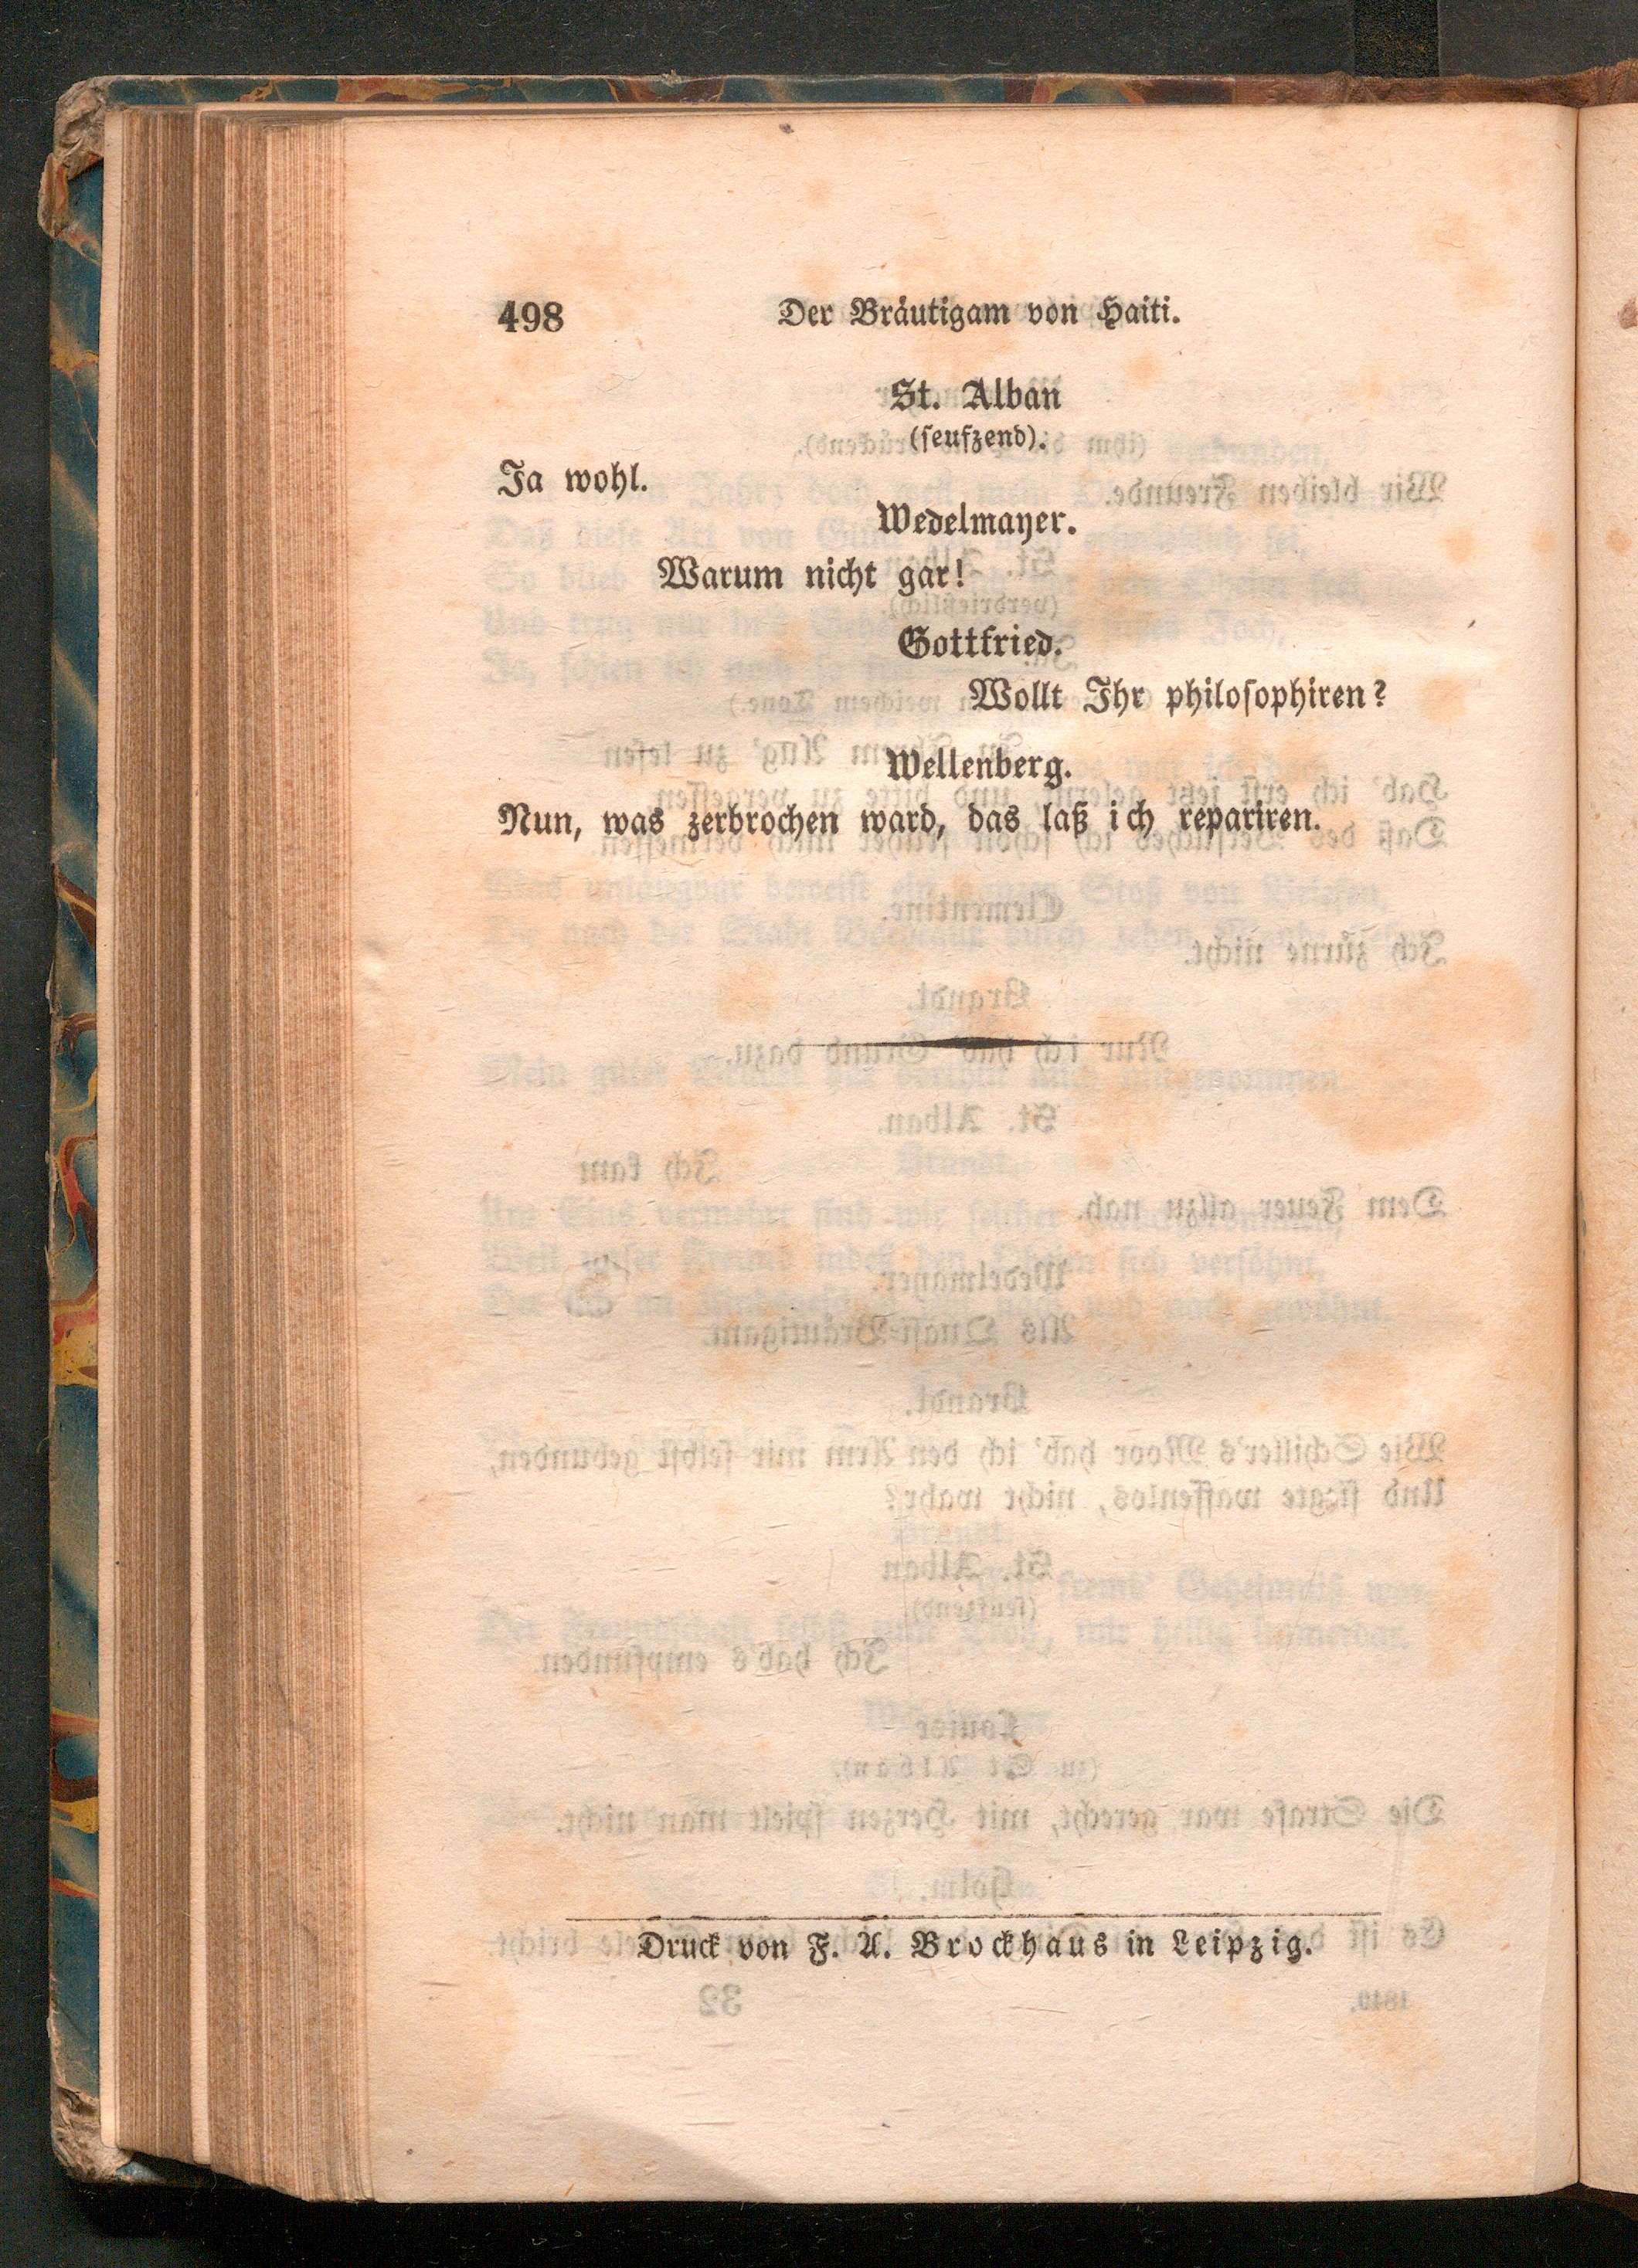 498 Der Bräutigam von Haiti.
St. Alban
(seufzend).
Ja wohl.
Wedelmayer.
Warum nicht gar!
Gottfried.
Wollt Ihr philosophiren?
Wellenberg.
Nun, was zerbrochen ward, das laß ich repariren.
Druck von F. A. Brockhaus in Leipzig.